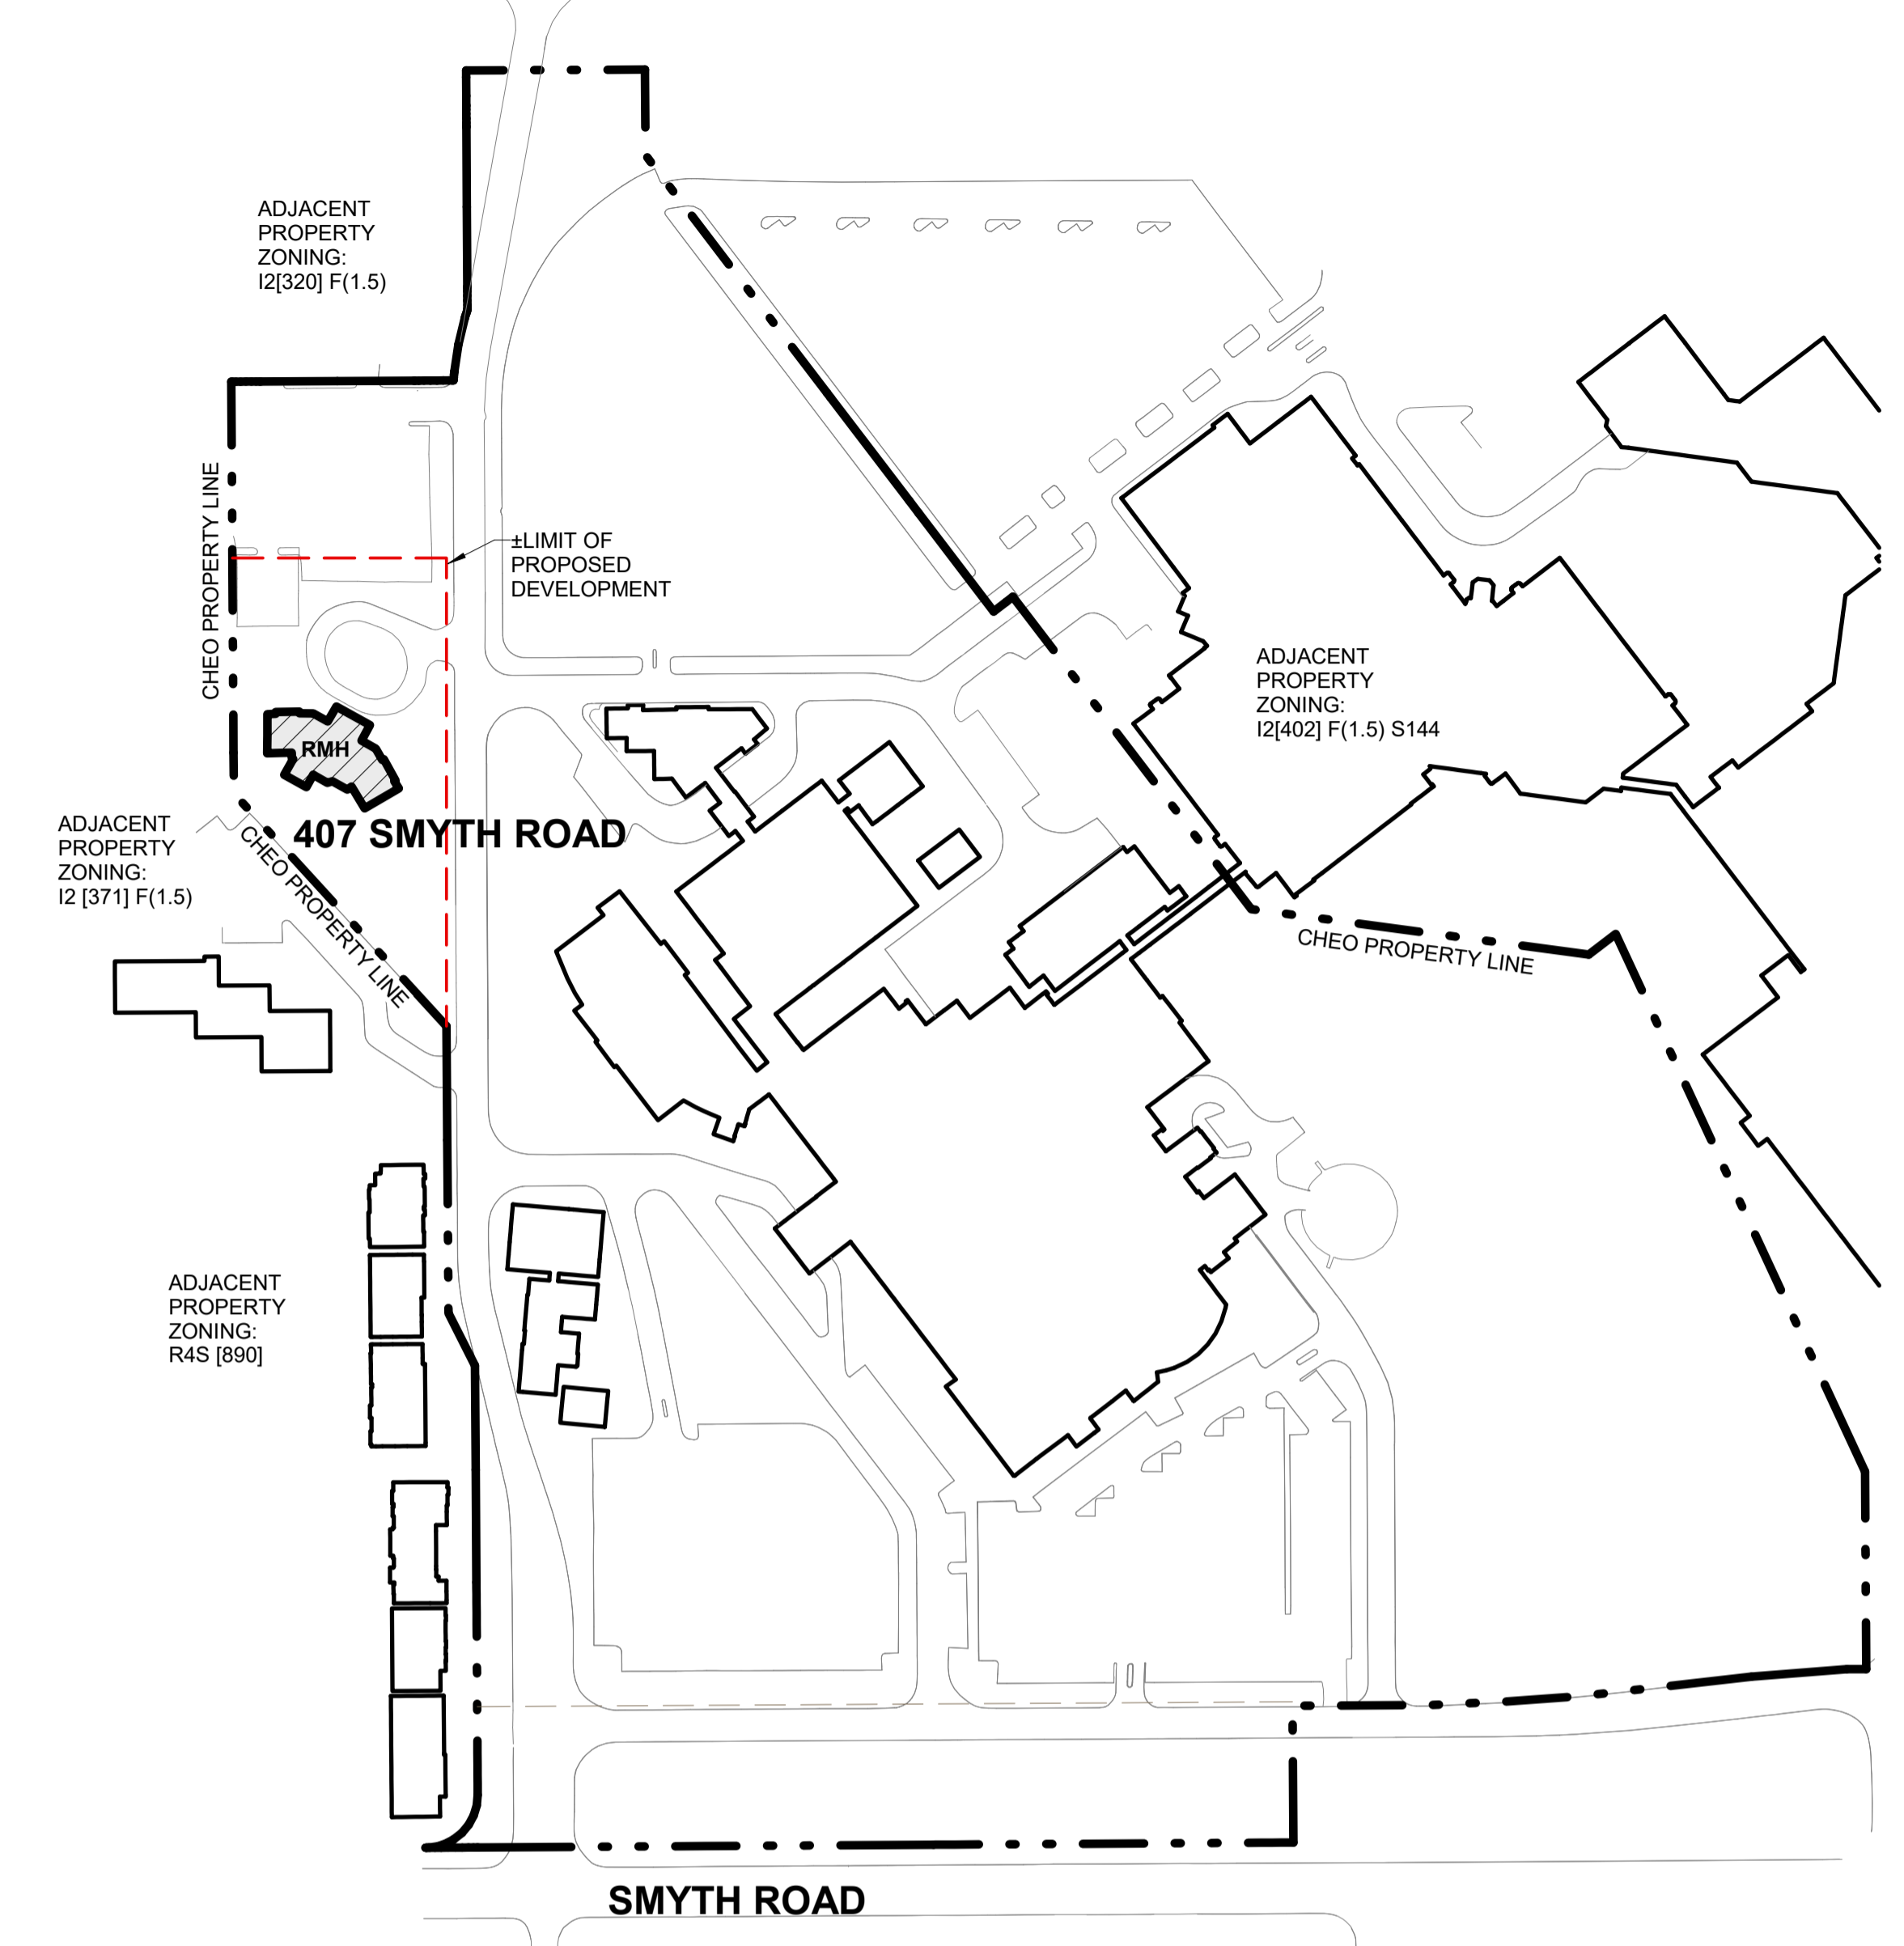 ADJACENT
PROPERTY
ZONING:
I2[320] F(1.5)
CHEO PROPERTY LINE
±LIMIT OF
PROPOSED
DEVELOPMENT
ADJACENT
PROPERTY
ZONING:
I2[402] F(1.5) S144
RMH
407 SMYTH ROAD
ADJACENT
PROPERTY
ZONING:
I2 [371] F(1.5)
CHEO PROPERTY LINE
CHEO PROPERTY LINE
ADJACENT
PROPERTY
ZONING:
R4S [890]
SMYTH ROAD